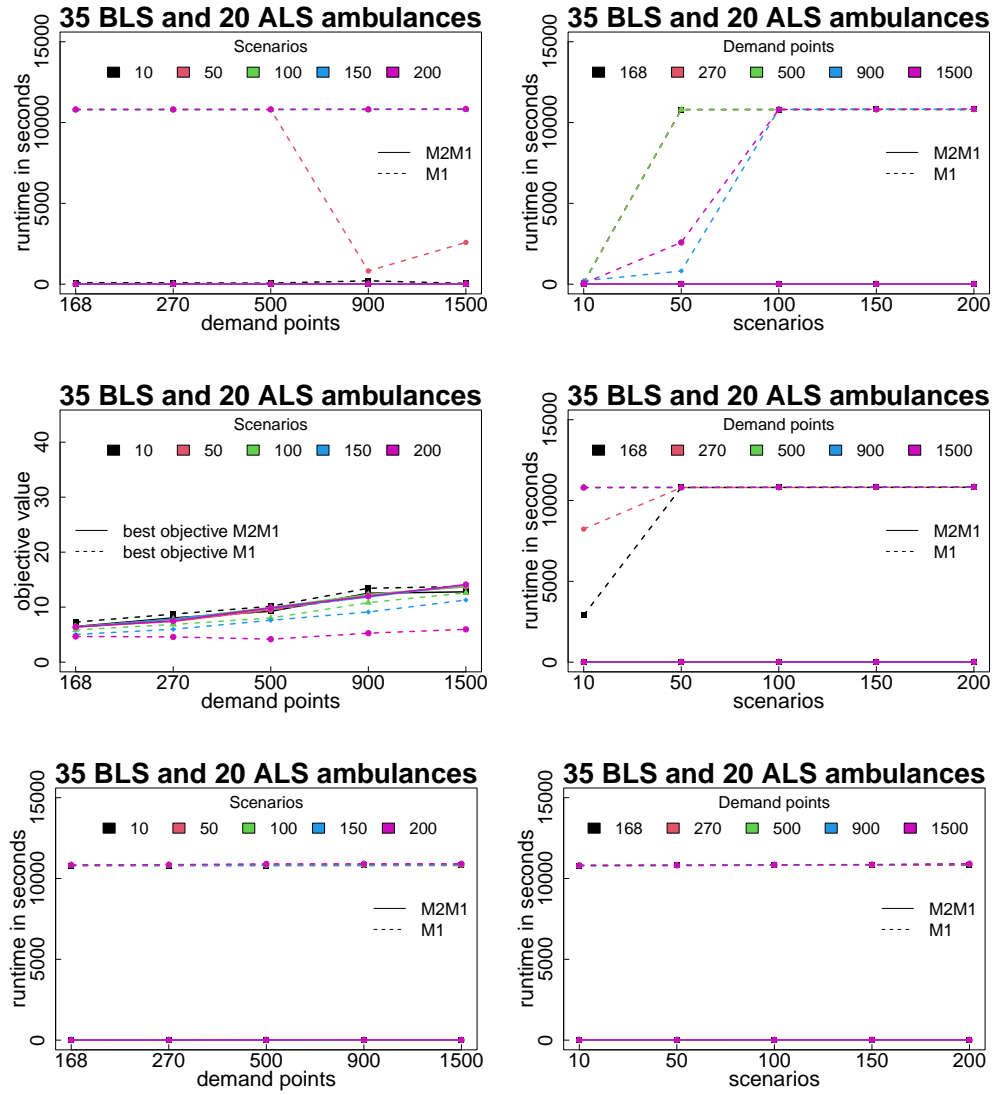 35 BLS and 20 ALS ambulances
Scenarios
10 50 100 150 200
M2M1
M1
runtime in seconds
0 5000 10000 15000
168 270 500 900 1500
demand points
35 BLS and 20 ALS ambulances
Demand points
168 270 500 900 1500
M2M1
M1
runtime in seconds
0 5000 10000 15000
10 50 100 150 200
scenarios
35 BLS and 20 ALS ambulances
Scenarios
10 50 100 150 200
best objective M2M1
best objective M1
objective value
0 10 20 30 40
168 270 500 900 1500
demand points
35 BLS and 20 ALS ambulances
Demand points
168 270 500 900 1500
M2M1
M1
runtime in seconds
0 5000 10000 15000
10 50 100 150 200
scenarios
35 BLS and 20 ALS ambulances
Scenarios
10 50 100 150 200
M2M1
M1
runtime in seconds
0 5000 10000 15000
168 270 500 900 1500
demand points
35 BLS and 20 ALS ambulances
Demand points
168 270 500 900 1500
M2M1
M1
runtime in seconds
0 5000 10000 15000
10 50 100 150 200
scenarios